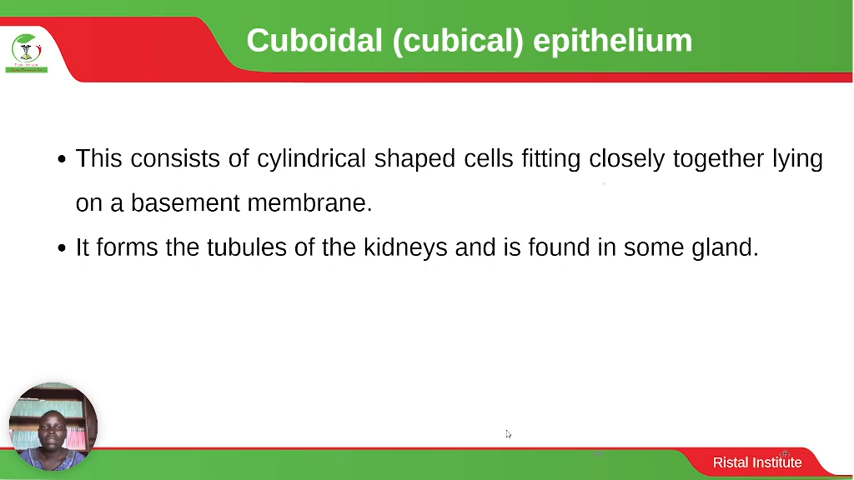 Cuboidal (cubical) epithelium
• This consists of cylindrical shaped cells fitting closely together lying
on a basement membrane.
• It forms the tubules of the kidneys and is found in some gland.
Ristal Institute